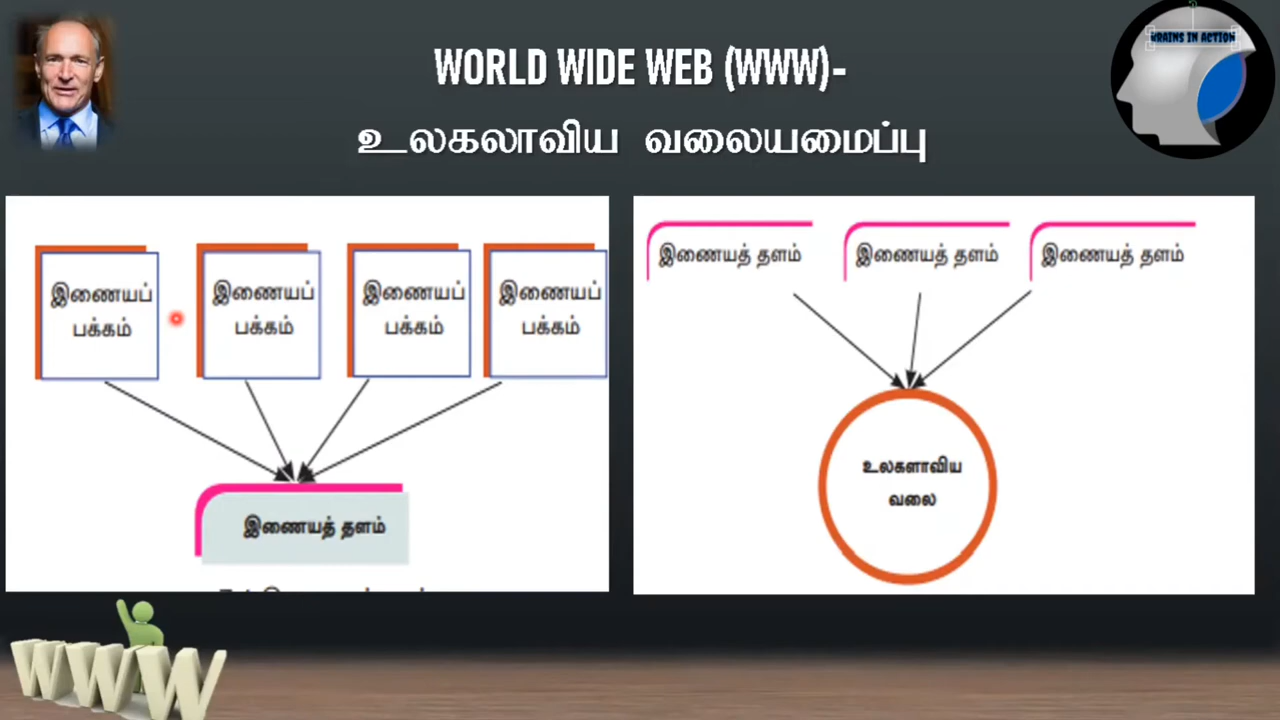 BRAINS IN ACTION
WORLD WIDE WEB (WWW)-
உலகலாவிய வலையமைப்பு
இணையப்
பக்கம்
இணையப்
பக்கம்
இணையப்
பக்கம்
இணையப்
பக்கம்
இணையத் தளம்
இணையத் தளம்
இணையத் தளம்
இணையத் தளம்
உலகளாவிய
வலை
WWW